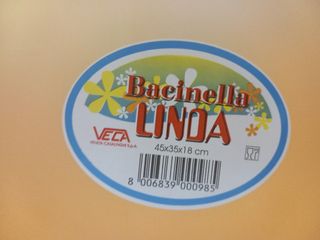 Bacinella
LINDA
VECA
45x35x18 cm
8 006839 000985